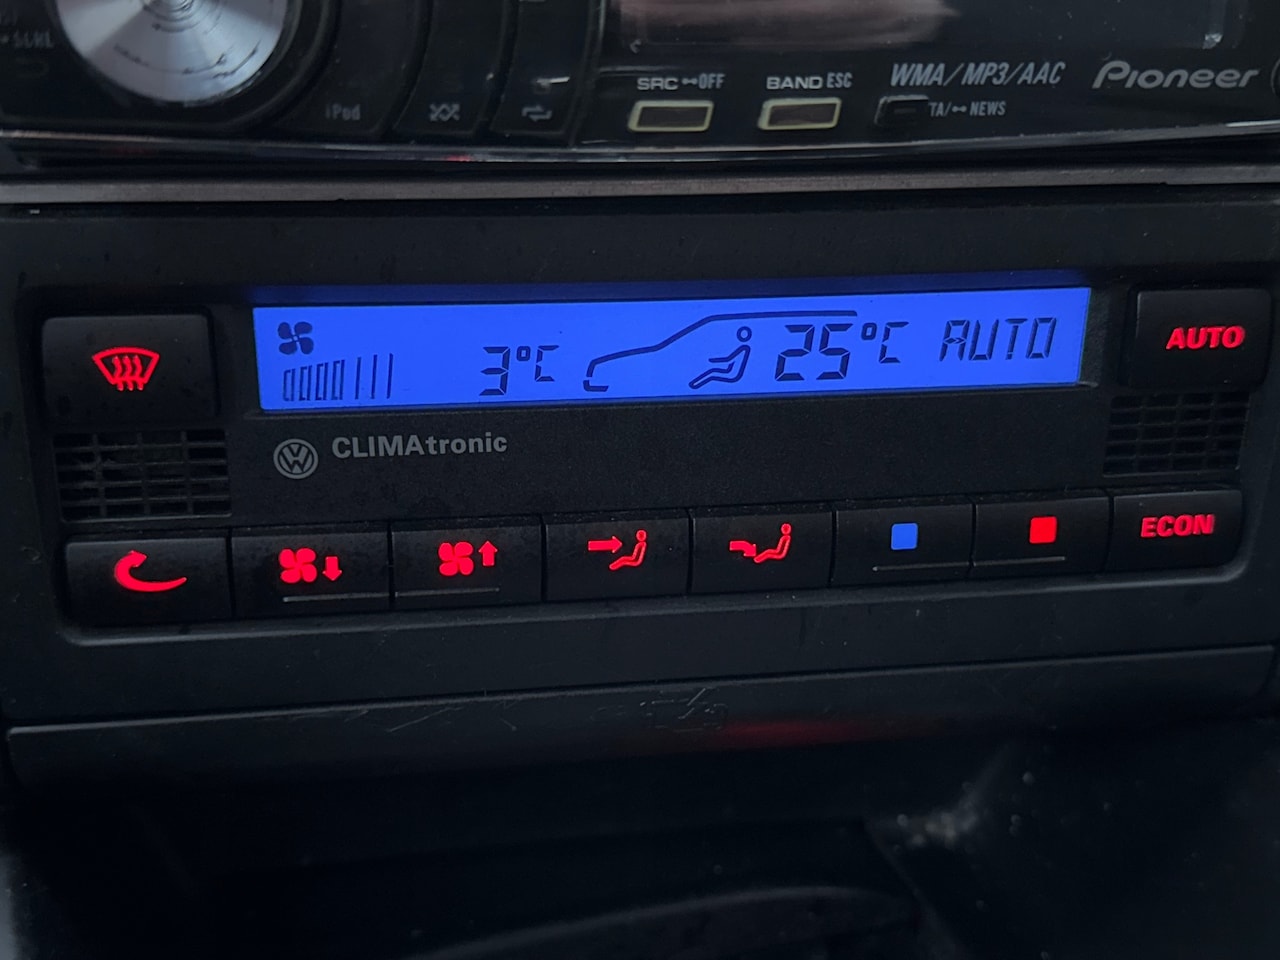 iPod
SRC OFF
BAND ESC
WMA/MP3/AAC
TA/ NEWS
Pioneer
3°C
25°C
AUTO
AUTO
CLIMAtronic
ECON